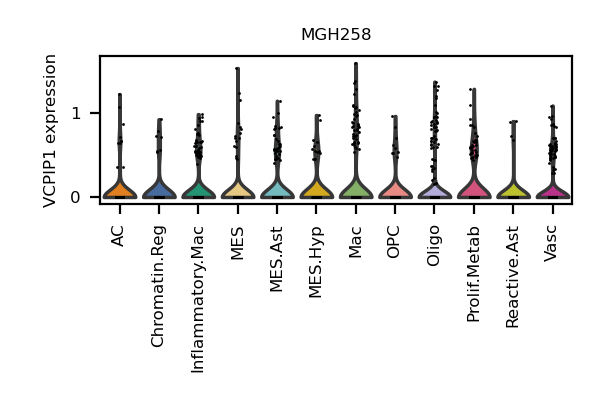 MGH258
VCPIP1 expression
1
0
AC
Chromatin.Reg
Inflammatory.Mac
MES
MES.Ast
MES.Hyp
Mac
OPC
Oligo
Prolif.Metab
Reactive.Ast
Vasc